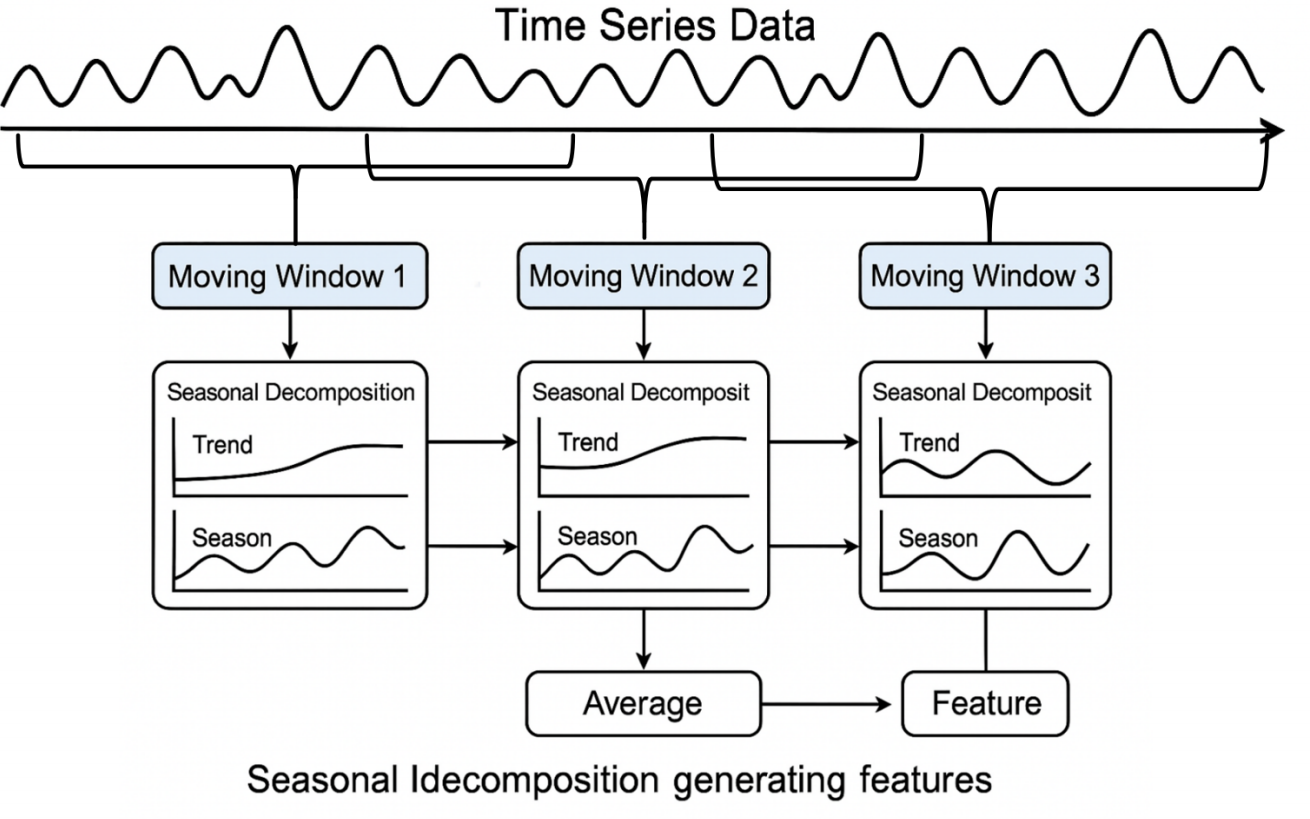 Time Series Data
Moving Window 1
Moving Window 2
Moving Window 3
Seasonal Decomposition
Trend
Season
Seasonal Decomposit
Trend
Season
Seasonal Decomposit
Trend
Season
Average
Feature
Seasonal Idecomposition generating features